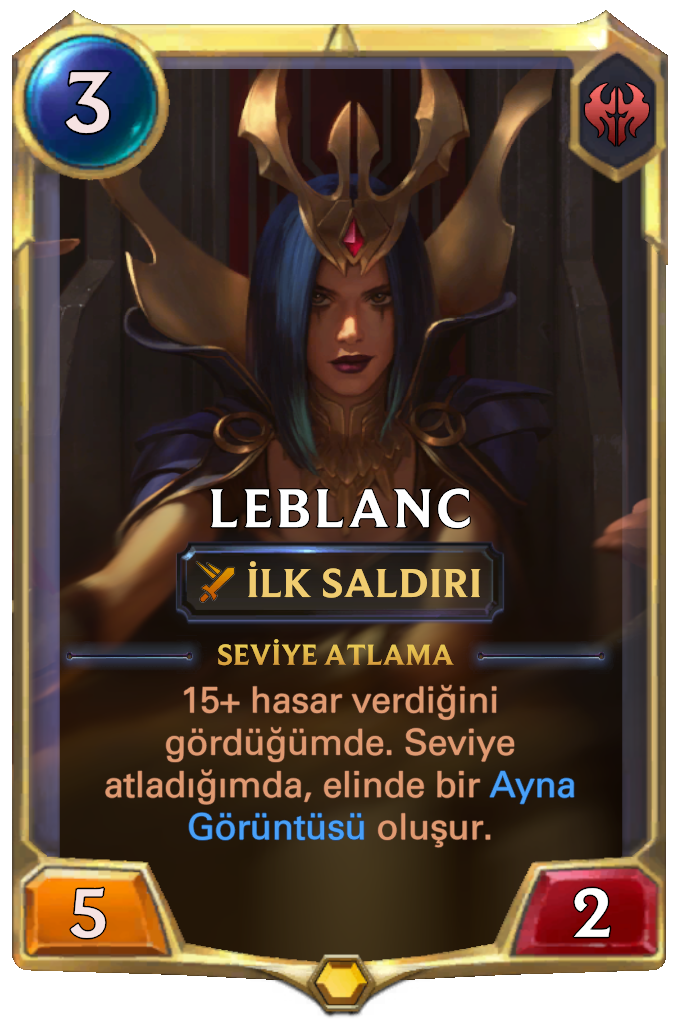 3
LEBLANC
İLK SALDIRI
SEVİYE ATLAMA
15+ hasar verdiğini
gördüğümde. Seviye
atladığımda, elinde bir Ayna
Görüntüsü oluşur.
5
2